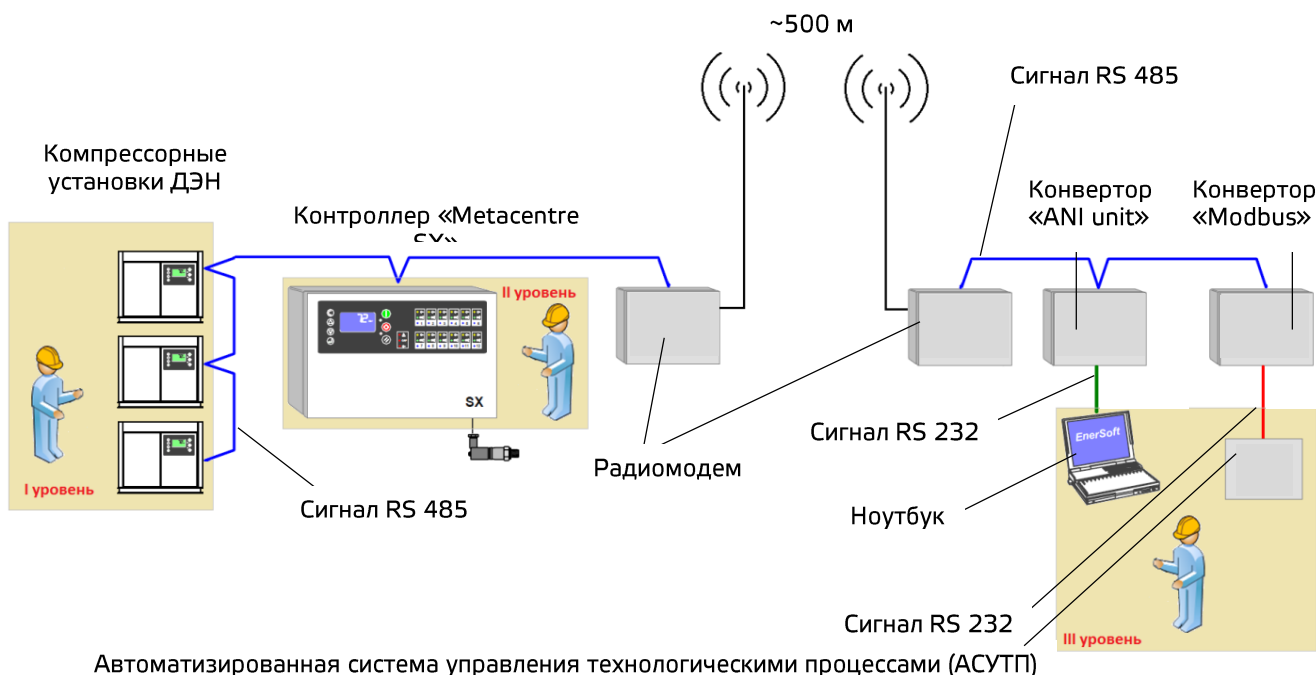 ~500 м
Сигнал RS 485
Компрессорные
установки ДЭН
Контроллер «Metacentre
SX»
Конвертор
«ANI unit»
Конвертор
«Modbus»
II уровень
72
SX
EnerSoft
Сигнал RS 232
Радиомодем
I уровень
Сигнал RS 485
Ноутбук
Сигнал RS 232
III уровень
Автоматизированная система управления технологическими процессами (АСУТП)